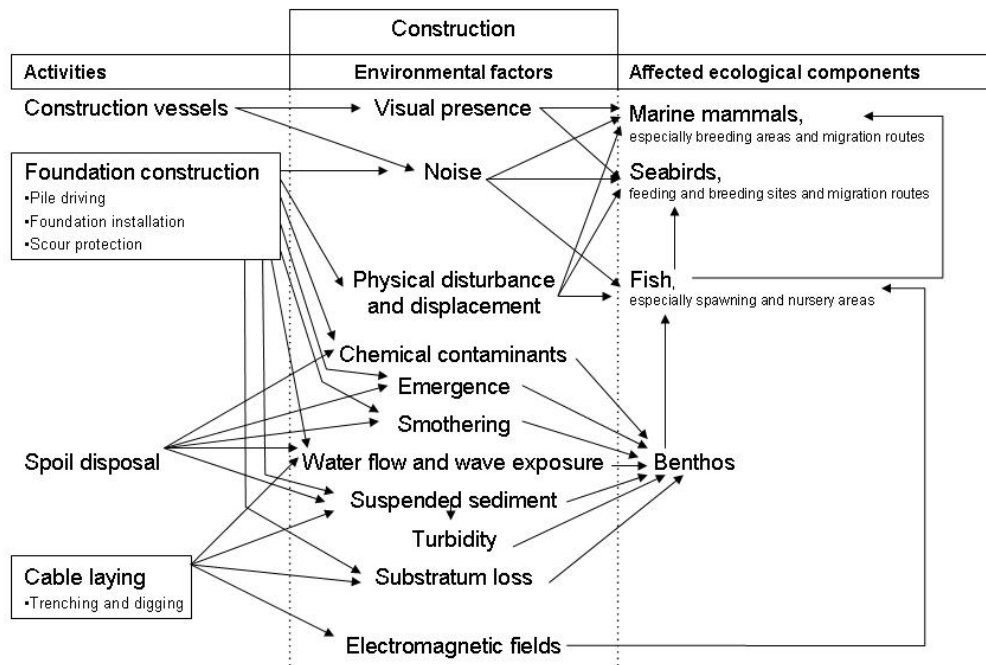 Construction
Activities
Environmental factors
Affected ecological components
Construction vessels
Visual presence
Marine mammals,
especially breeding areas and migration routes
Foundation construction
•Pile driving
•Foundation installation
•Scour protection
Noise
Seabirds,
feeding and breeding sites and migration routes
Physical disturbance
and displacement
Fish,
especially spawning and nursery areas
Chemical contaminants
Emergence
Smothering
Spoil disposal
Water flow and wave exposure
Benthos
Suspended sediment
Turbidity
Cable laying
•Trenching and digging
Substratum loss
Electromagnetic fields